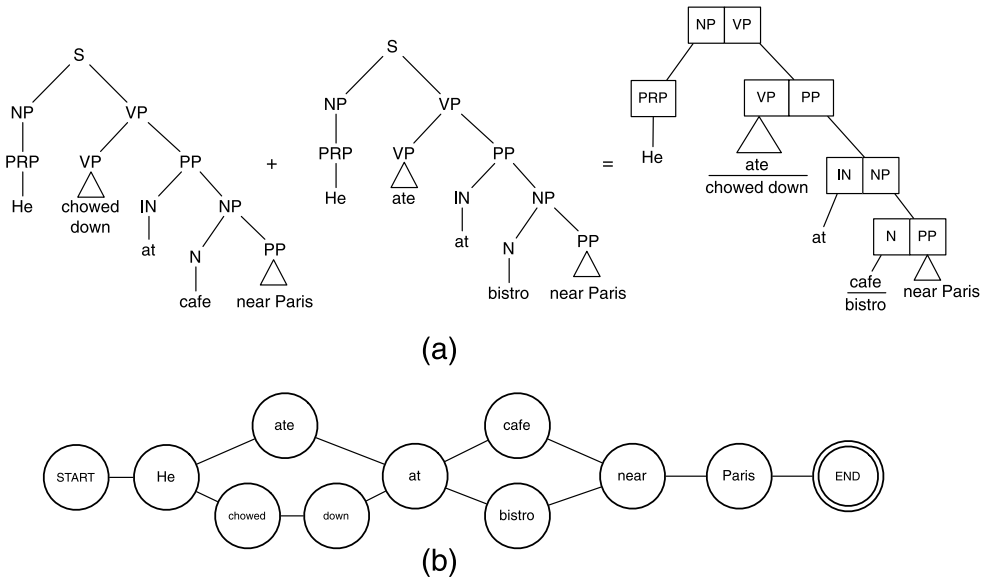 S
NP VP
PRP VP PP
He chowed down IN NP
at N PP
cafe near Paris
+
S
NP VP
PRP VP PP
He ate IN NP
at N PP
bistro near Paris
=
NP VP
PRP VP PP
He ate
chowed down
IN NP
at N PP
cafe
bistro
near Paris
(a)
ate cafe
START He at near Paris END
chowed down bistro
(b)